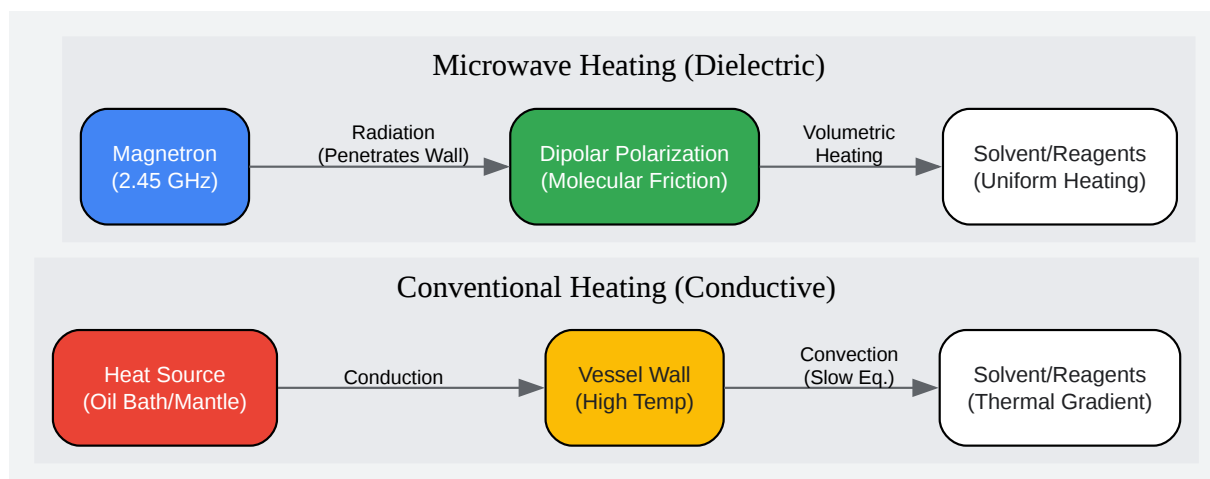 Microwave Heating (Dielectric)
Magnetron
(2.45 GHz)
Radiation
(Penetrates Wall)
Dipolar Polarization
(Molecular Friction)
Volumetric
Heating
Solvent/Reagents
(Uniform Heating)
Conventional Heating (Conductive)
Heat Source
(Oil Bath/Mantle)
Conduction
Vessel Wall
(High Temp)
Convection
(Slow Eq.)
Solvent/Reagents
(Thermal Gradient)